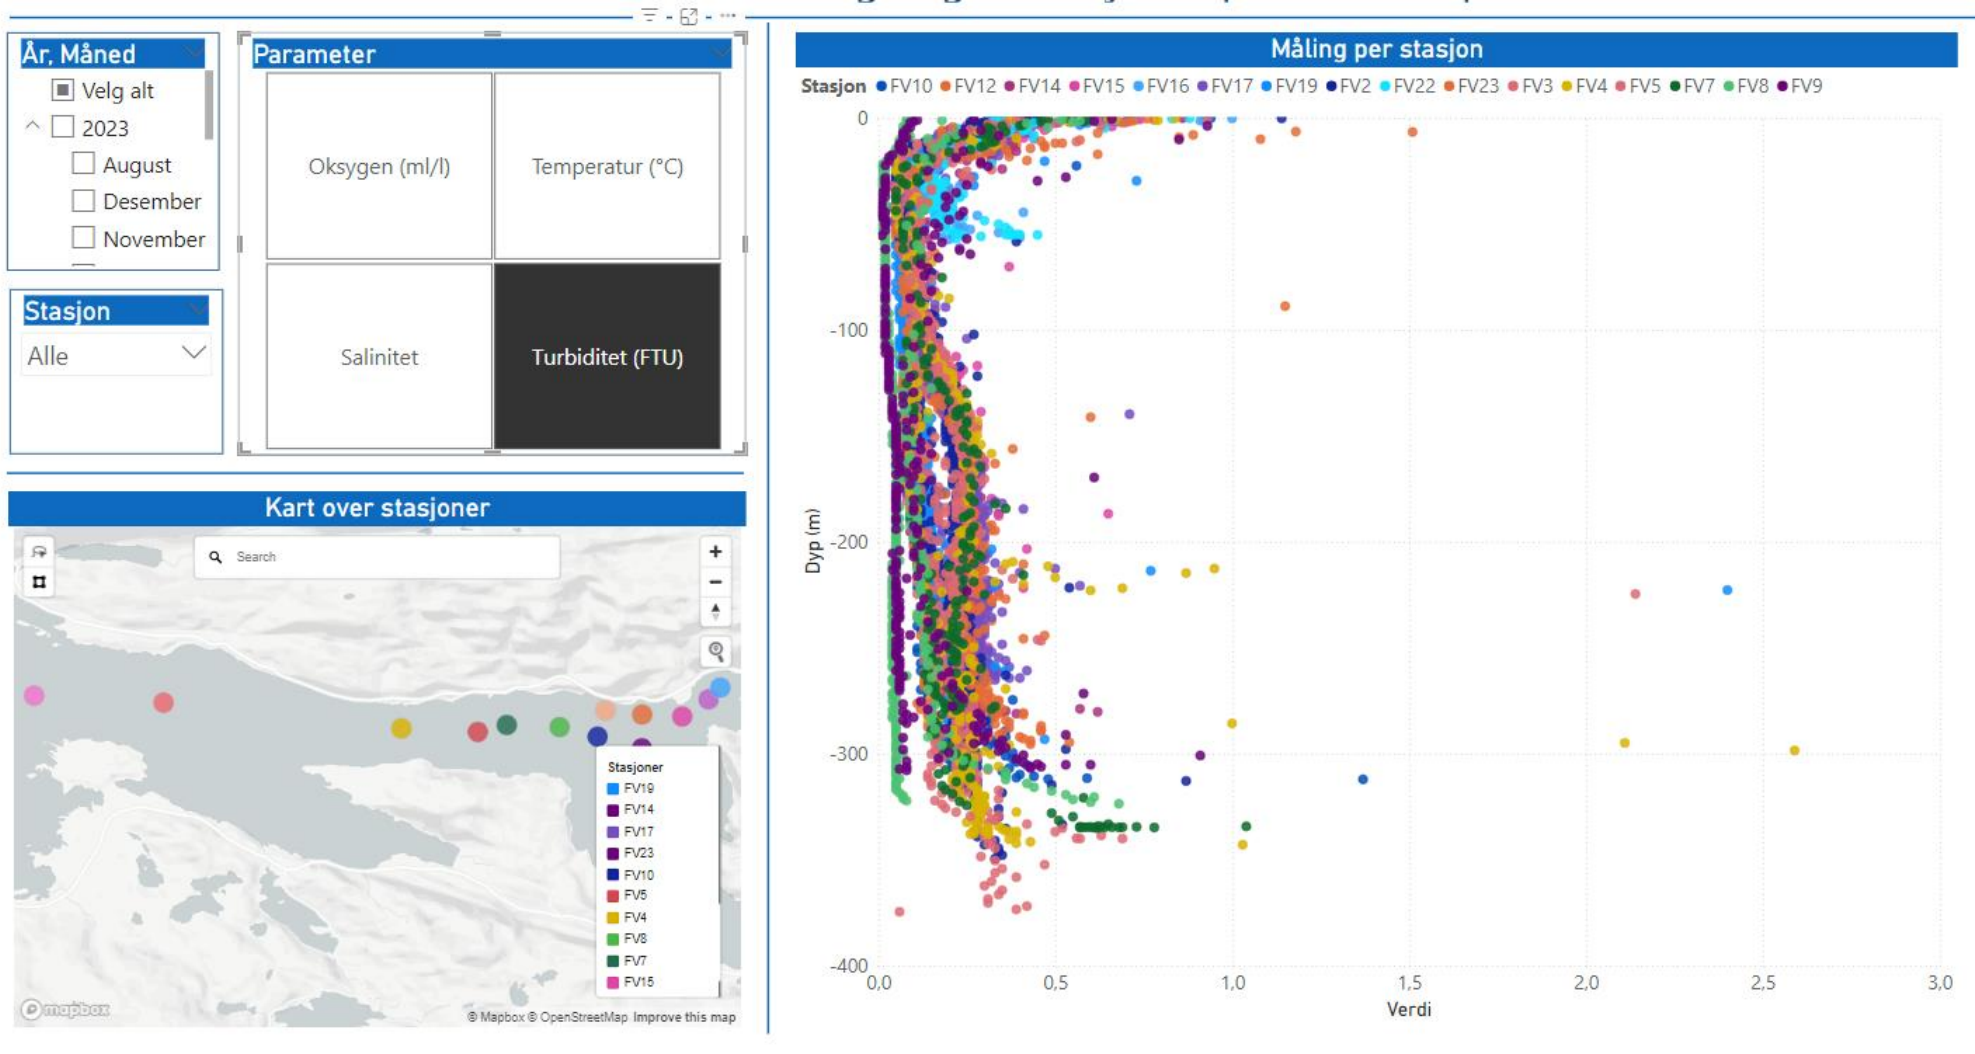 År, Måned
Velg alt
2023
August
Desember
November
Parameter
Oksygen (ml/l)
Temperatur (°C)
Salinitet
Turbiditet (FTU)
Stasjon
Alle
Kart over stasjoner
Search
Stasjoner
FV19
FV14
FV17
FV23
FV10
FV5
FV4
FV8
FV7
FV15
mapbox
© Mapbox © OpenStreetMap Improve this map
Måling per stasjon
Stasjon FV10 FV12 FV14 FV15 FV16 FV17 FV19 FV2 FV22 FV23 FV3 FV4 FV5 FV7 FV8 FV9
0
-100
-200
-300
-400
Dyp (m)
0,0 0,5 1,0 1,5 2,0 2,5 3,0
Verdi